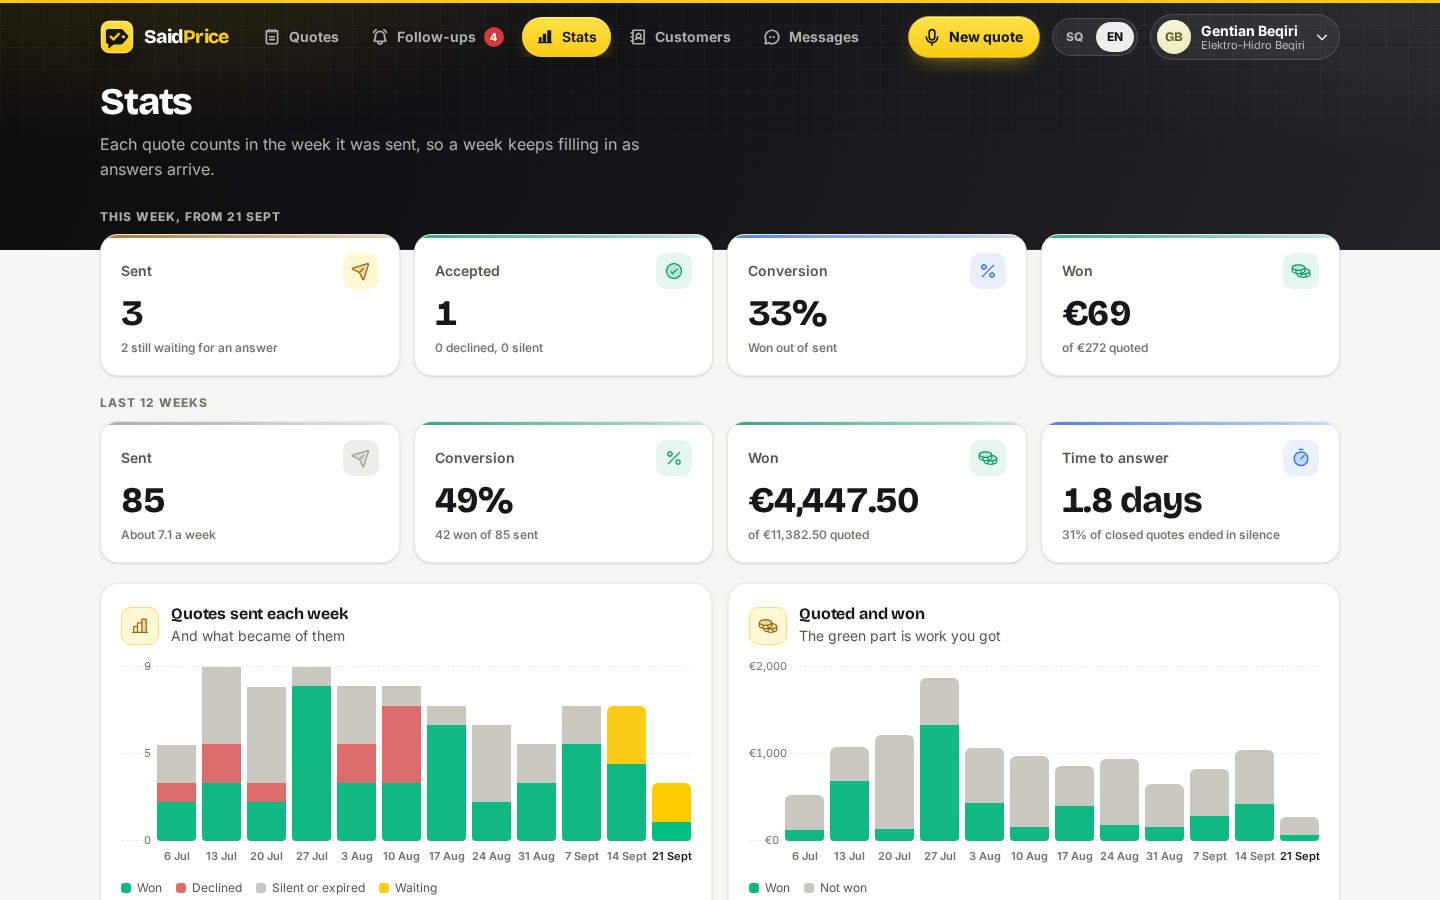 SaidPrice
Quotes
Follow-ups 4
Stats
Customers
Messages
New quote
SQ EN
GB
Gentian Beqiri
Elektro-Hidro Beqiri
Stats
Each quote counts in the week it was sent, so a week keeps filling in as
answers arrive.
THIS WEEK, FROM 21 SEPT
Sent
3
2 still waiting for an answer
Accepted
1
0 declined, 0 silent
Conversion
33%
Won out of sent
Won
€69
of €272 quoted
LAST 12 WEEKS
Sent
85
About 7.1 a week
Conversion
49%
42 won of 85 sent
Won
€4,447.50
of €11,382.50 quoted
Time to answer
1.8 days
31% of closed quotes ended in silence
Quotes sent each week
And what became of them
9
5
0
6 Jul 13 Jul 20 Jul 27 Jul 3 Aug 10 Aug 17 Aug 24 Aug 31 Aug 7 Sept 14 Sept 21 Sept
Won Declined Silent or expired Waiting
Quoted and won
The green part is work you got
€2,000
€1,000
€0
6 Jul 13 Jul 20 Jul 27 Jul 3 Aug 10 Aug 17 Aug 24 Aug 31 Aug 7 Sept 14 Sept 21 Sept
Won Not won